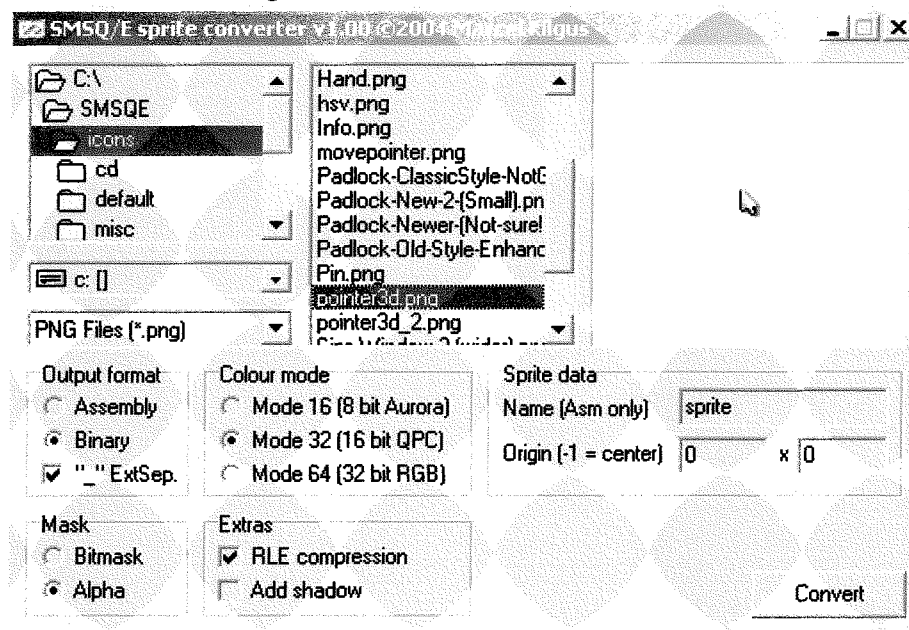 SMSQ/E sprite converter v1.00 ©2004 Marcel Kilgus
C:\
SMSQE
icons
cd
default
misc
c: []
PNG Files (*.png)
Hand.png
hsv.png
Info.png
movepointer.png
Padlock-ClassicStyle-Not
Padlock-New-2-(Small).pn
Padlock-Newer-(Not-sure!
Padlock-Old-Style-Enhanc
Pin.png
pointer3d.png
pointer3d_2.png
Output format
Assembly
Binary
"_" ExtSep.
Colour mode
Mode 16 (8 bit Aurora)
Mode 32 (16 bit QPC)
Mode 64 (32 bit RGB)
Sprite data
Name (Asm only) sprite
Origin (-1 = center) 0 x 0
Mask
Bitmask
Alpha
Extras
RLE compression
Add shadow
Convert